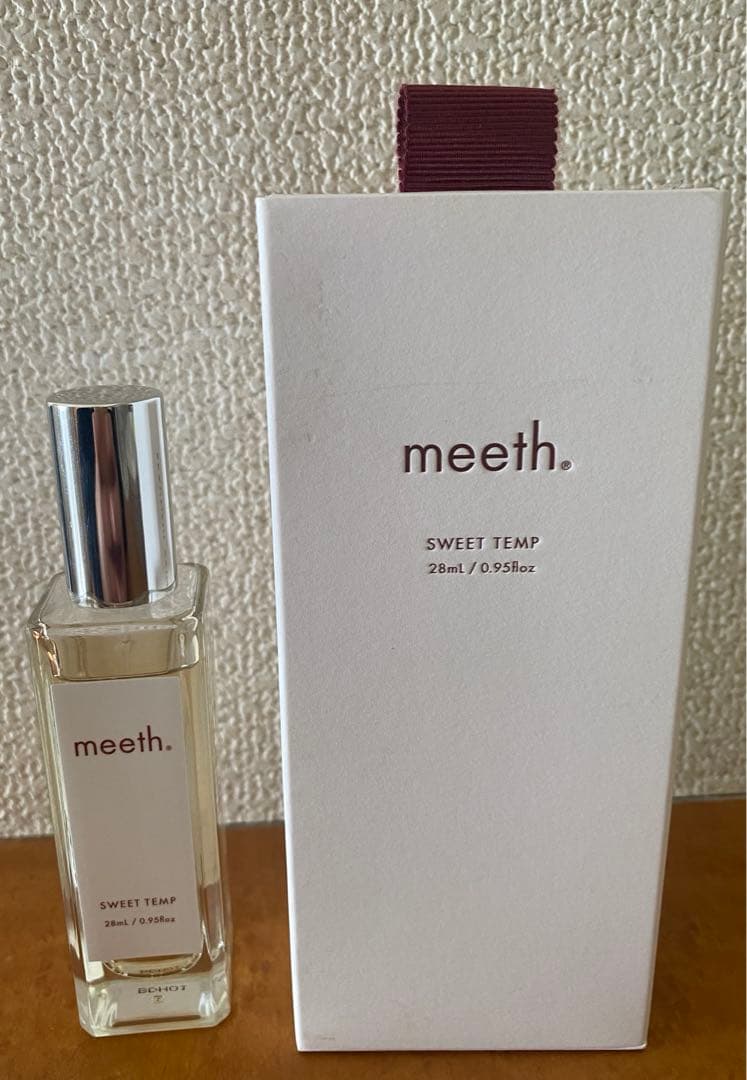 meeth®
SWEET TEMP
28mL / 0.95floz
meeth®
SWEET TEMP
28mL / 0.95floz